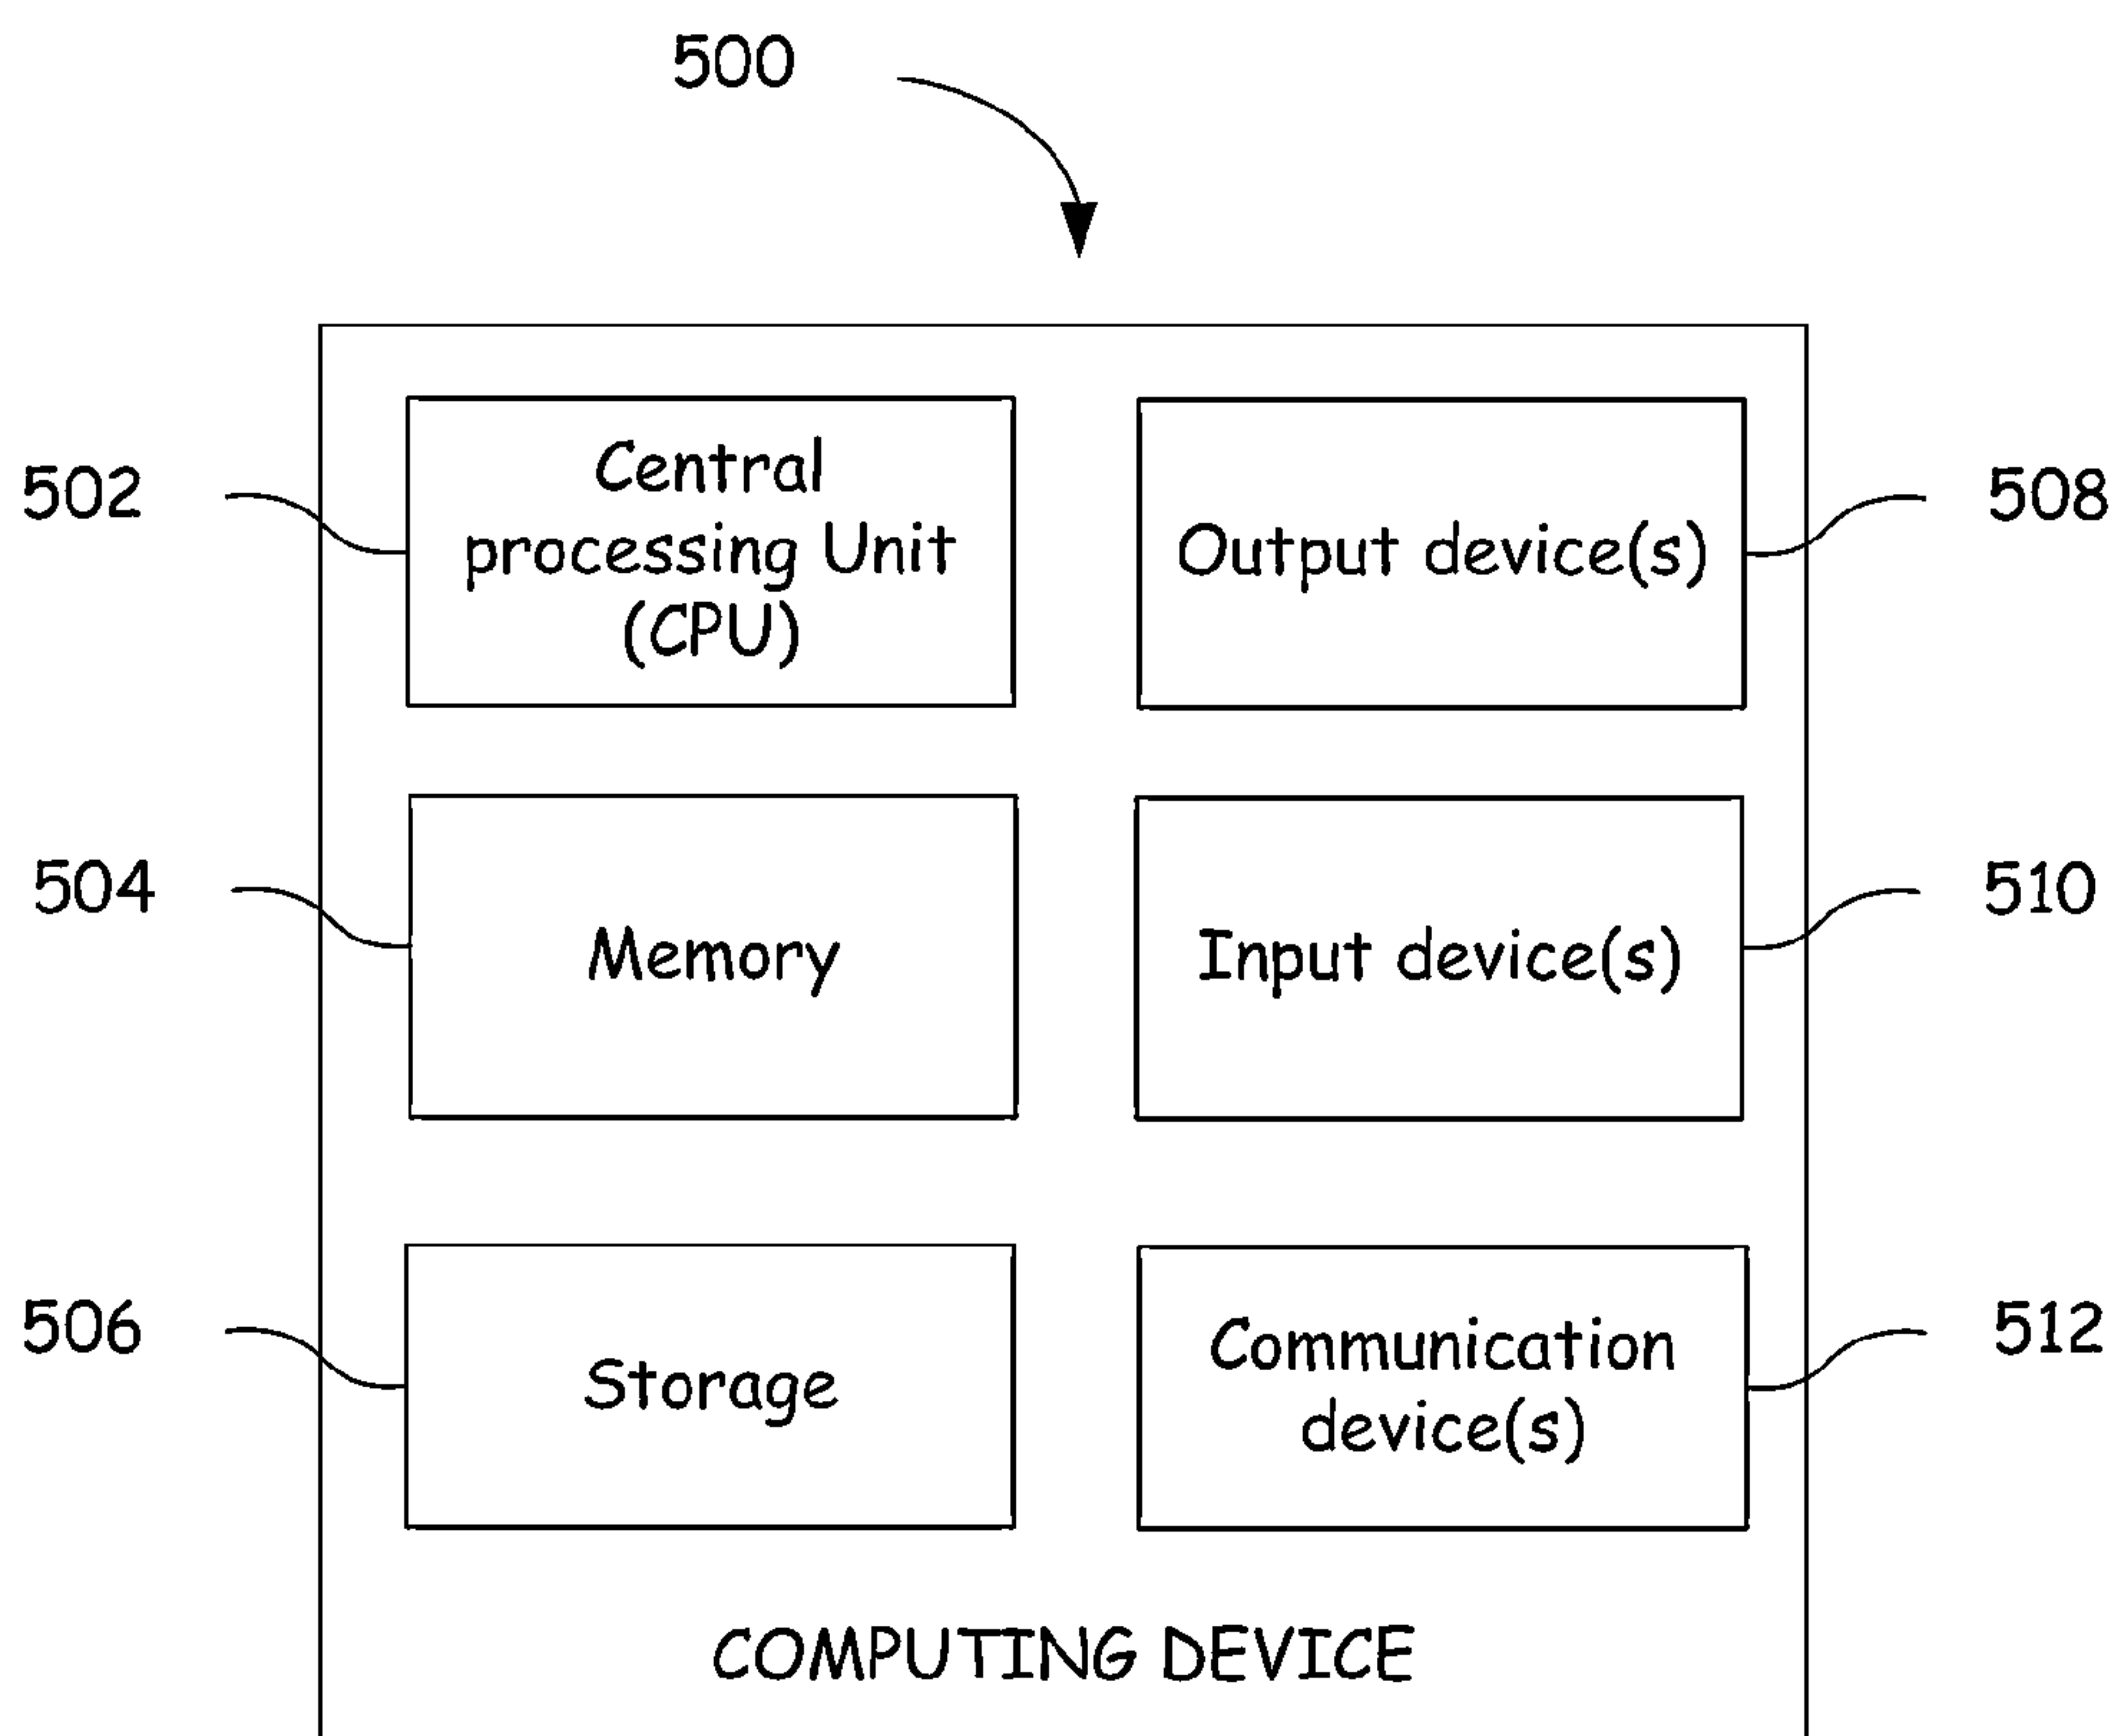 500
502
Central
processing Unit
(CPU)
Output device(s)
508
504
Memory
Input device(s)
510
506
Storage
Communication
device(s)
512
COMPUTING DEVICE